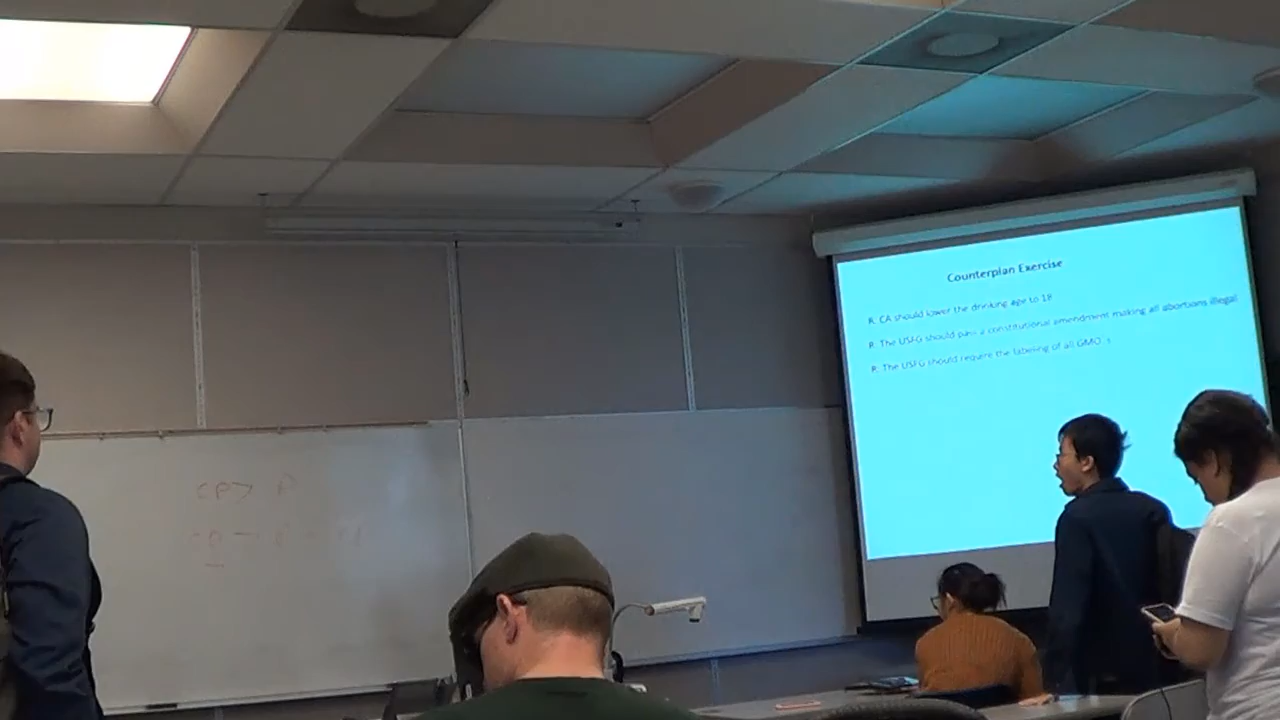 Counterplan Exercise
R: CA should lower the drinking age to 18
R: The USFG should pass a constitutional amendment making all abortions illegal
R: The USFG should require the labeling of all GMO's
CP > P